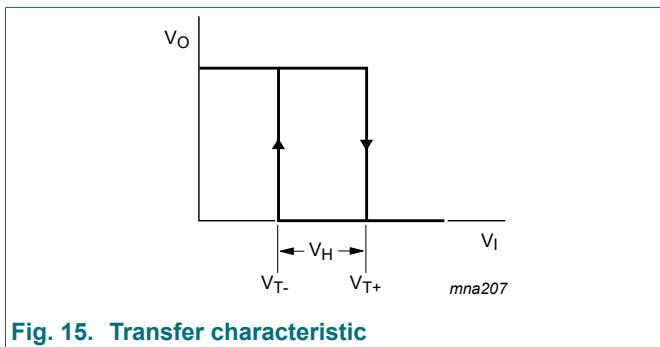 VO
VH
VI
VT-
VT+
mna207
Fig. 15. Transfer characteristic